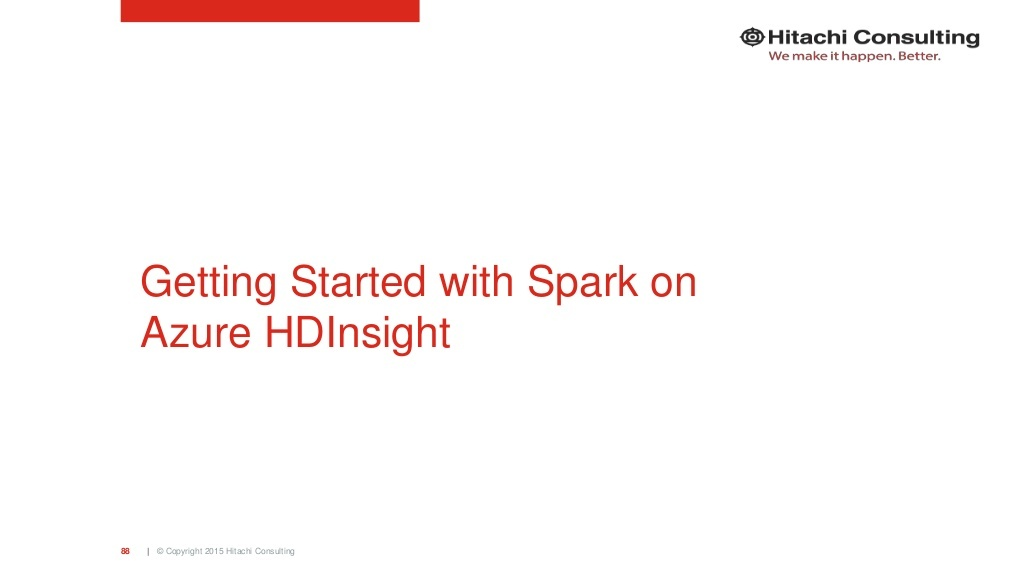 Hitachi Consulting
We make it happen. Better.
Getting Started with Spark on
Azure HDInsight
88 | © Copyright 2015 Hitachi Consulting